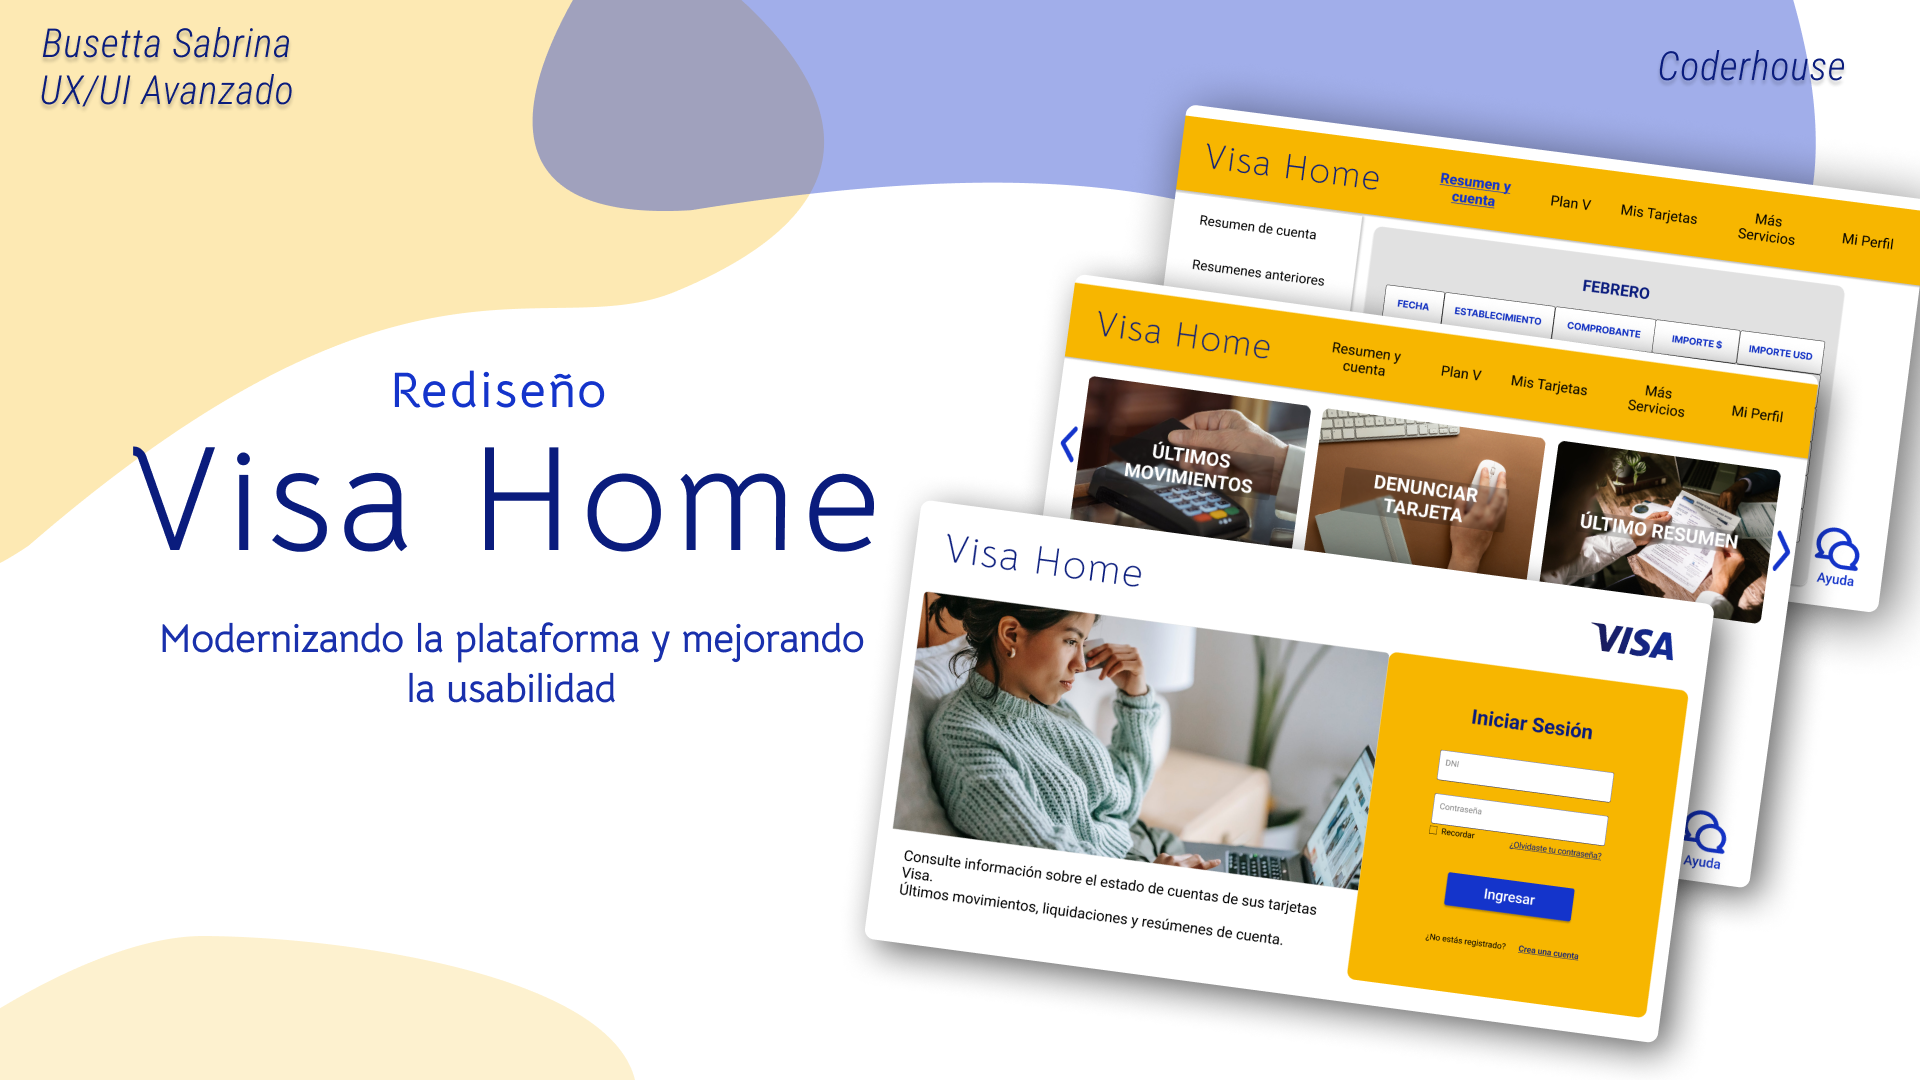 Busetta Sabrina
UX/UI Avanzado
Coderhouse
Rediseño
Visa Home
Modernizando la plataforma y mejorando
la usabilidad
Visa Home
Resumen y
cuenta
Plan V
Mis Tarjetas
Más
Servicios
Mi Perfil
Resumen de cuenta
Resumenes anteriores
FEBRERO
FECHA
ESTABLECIMIENTO
COMPROBANTE
IMPORTE $
IMPORTE USD
Ayuda
Visa Home
Resumen y
cuenta
Plan V
Mis Tarjetas
Más
Servicios
Mi Perfil
ÚLTIMOS
MOVIMIENTOS
DENUNCIAR
TARJETA
ÚLTIMO RESUMEN
Ayuda
Visa Home
VISA
Consulte información sobre el estado de cuentas de sus tarjetas
Visa.
Últimos movimientos, liquidaciones y resúmenes de cuenta.
Iniciar Sesión
DNI
Contraseña
Recordar
¿Olvidaste tu contraseña?
Ingresar
¿No estás registrado? Crea una cuenta